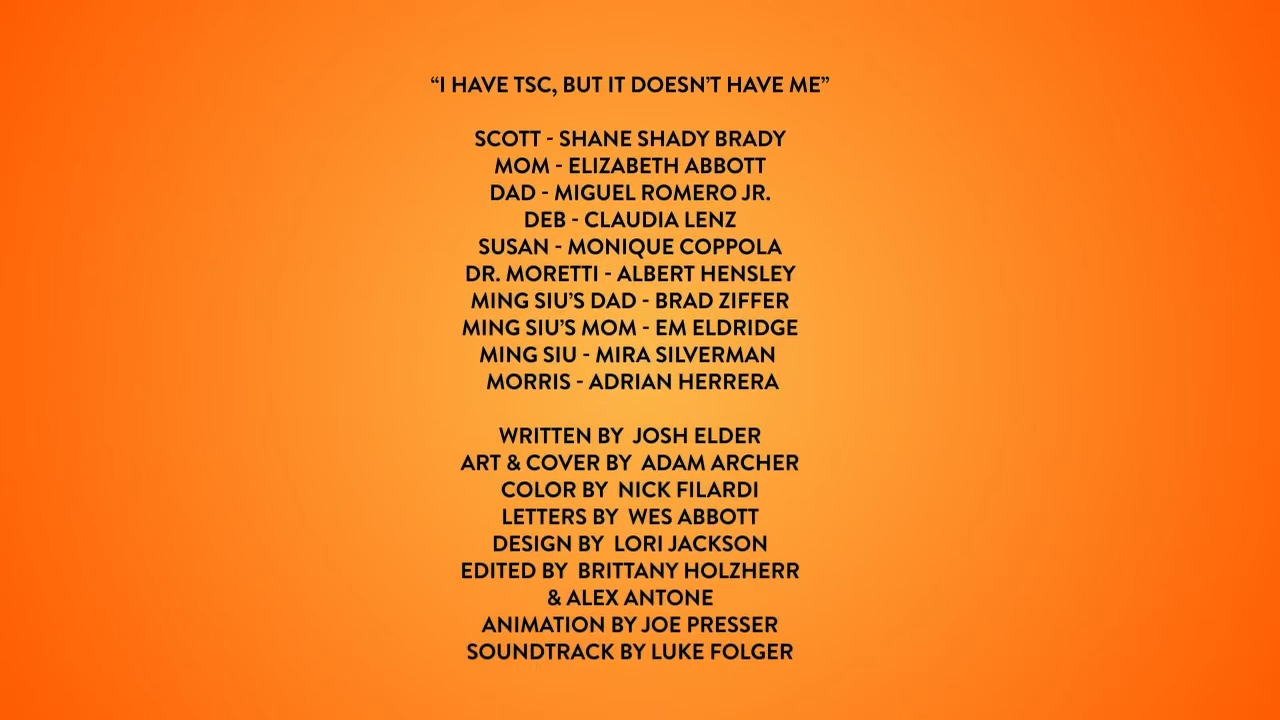 “I HAVE TSC, BUT IT DOESN’T HAVE ME”
SCOTT - SHANE SHADY BRADY
MOM - ELIZABETH ABBOTT
DAD - MIGUEL ROMERO JR.
DEB - CLAUDIA LENZ
SUSAN - MONIQUE COPPOLA
DR. MORETTI - ALBERT HENSLEY
MING SIU’S DAD - BRAD ZIFFER
MING SIU’S MOM - EM ELDRIDGE
MING SIU - MIRA SILVERMAN
MORRIS - ADRIAN HERRERA
WRITTEN BY  JOSH ELDER
ART & COVER BY  ADAM ARCHER
COLOR BY  NICK FILARDI
LETTERS BY  WES ABBOTT
DESIGN BY  LORI JACKSON
EDITED BY  BRITTANY HOLZHERR
& ALEX ANTONE
ANIMATION BY JOE PRESSER
SOUNDTRACK BY LUKE FOLGER